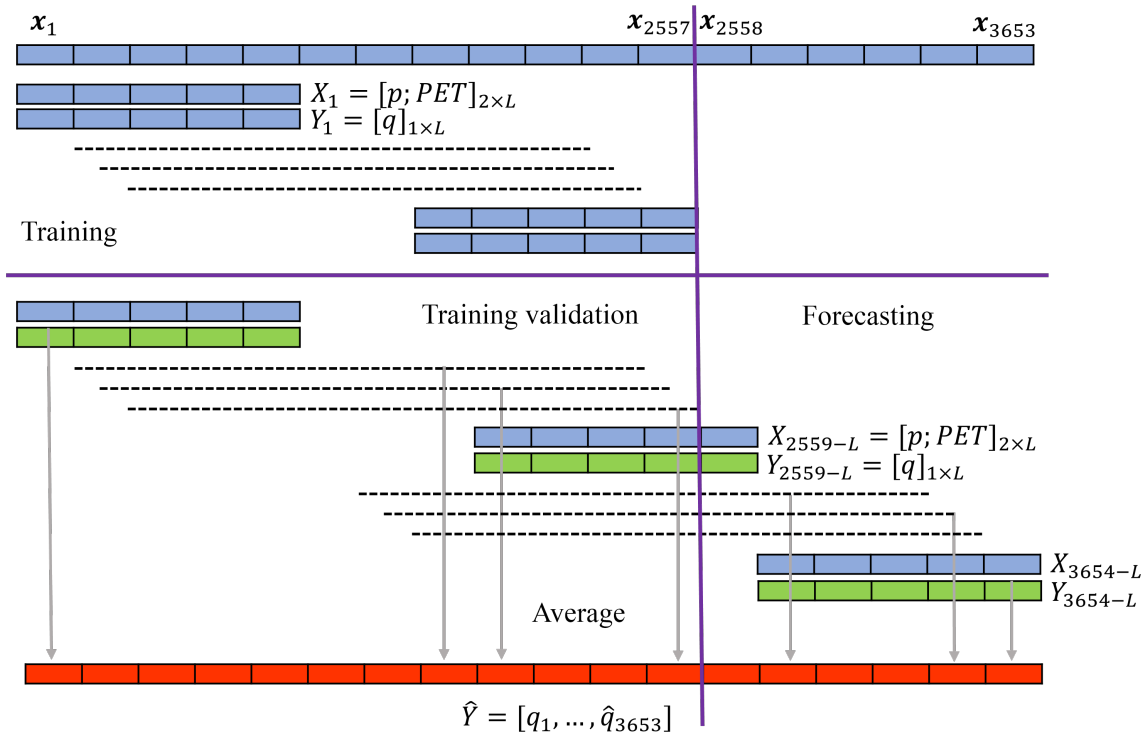 x₁ x₂₅₅₇ x₂₅₅₈ x₃₆₅₃
X₁ = [p; PET]₂×L
Y₁ = [q]₁×L
Training
Training validation Forecasting
X₂₅₅₉₋L = [p; PET]₂×L
Y₂₅₅₉₋L = [q]₁×L
X₃₆₅₄₋L
Y₃₆₅₄₋L
Average
Ŷ = [q₁, … , q̂₃₆₅₃]